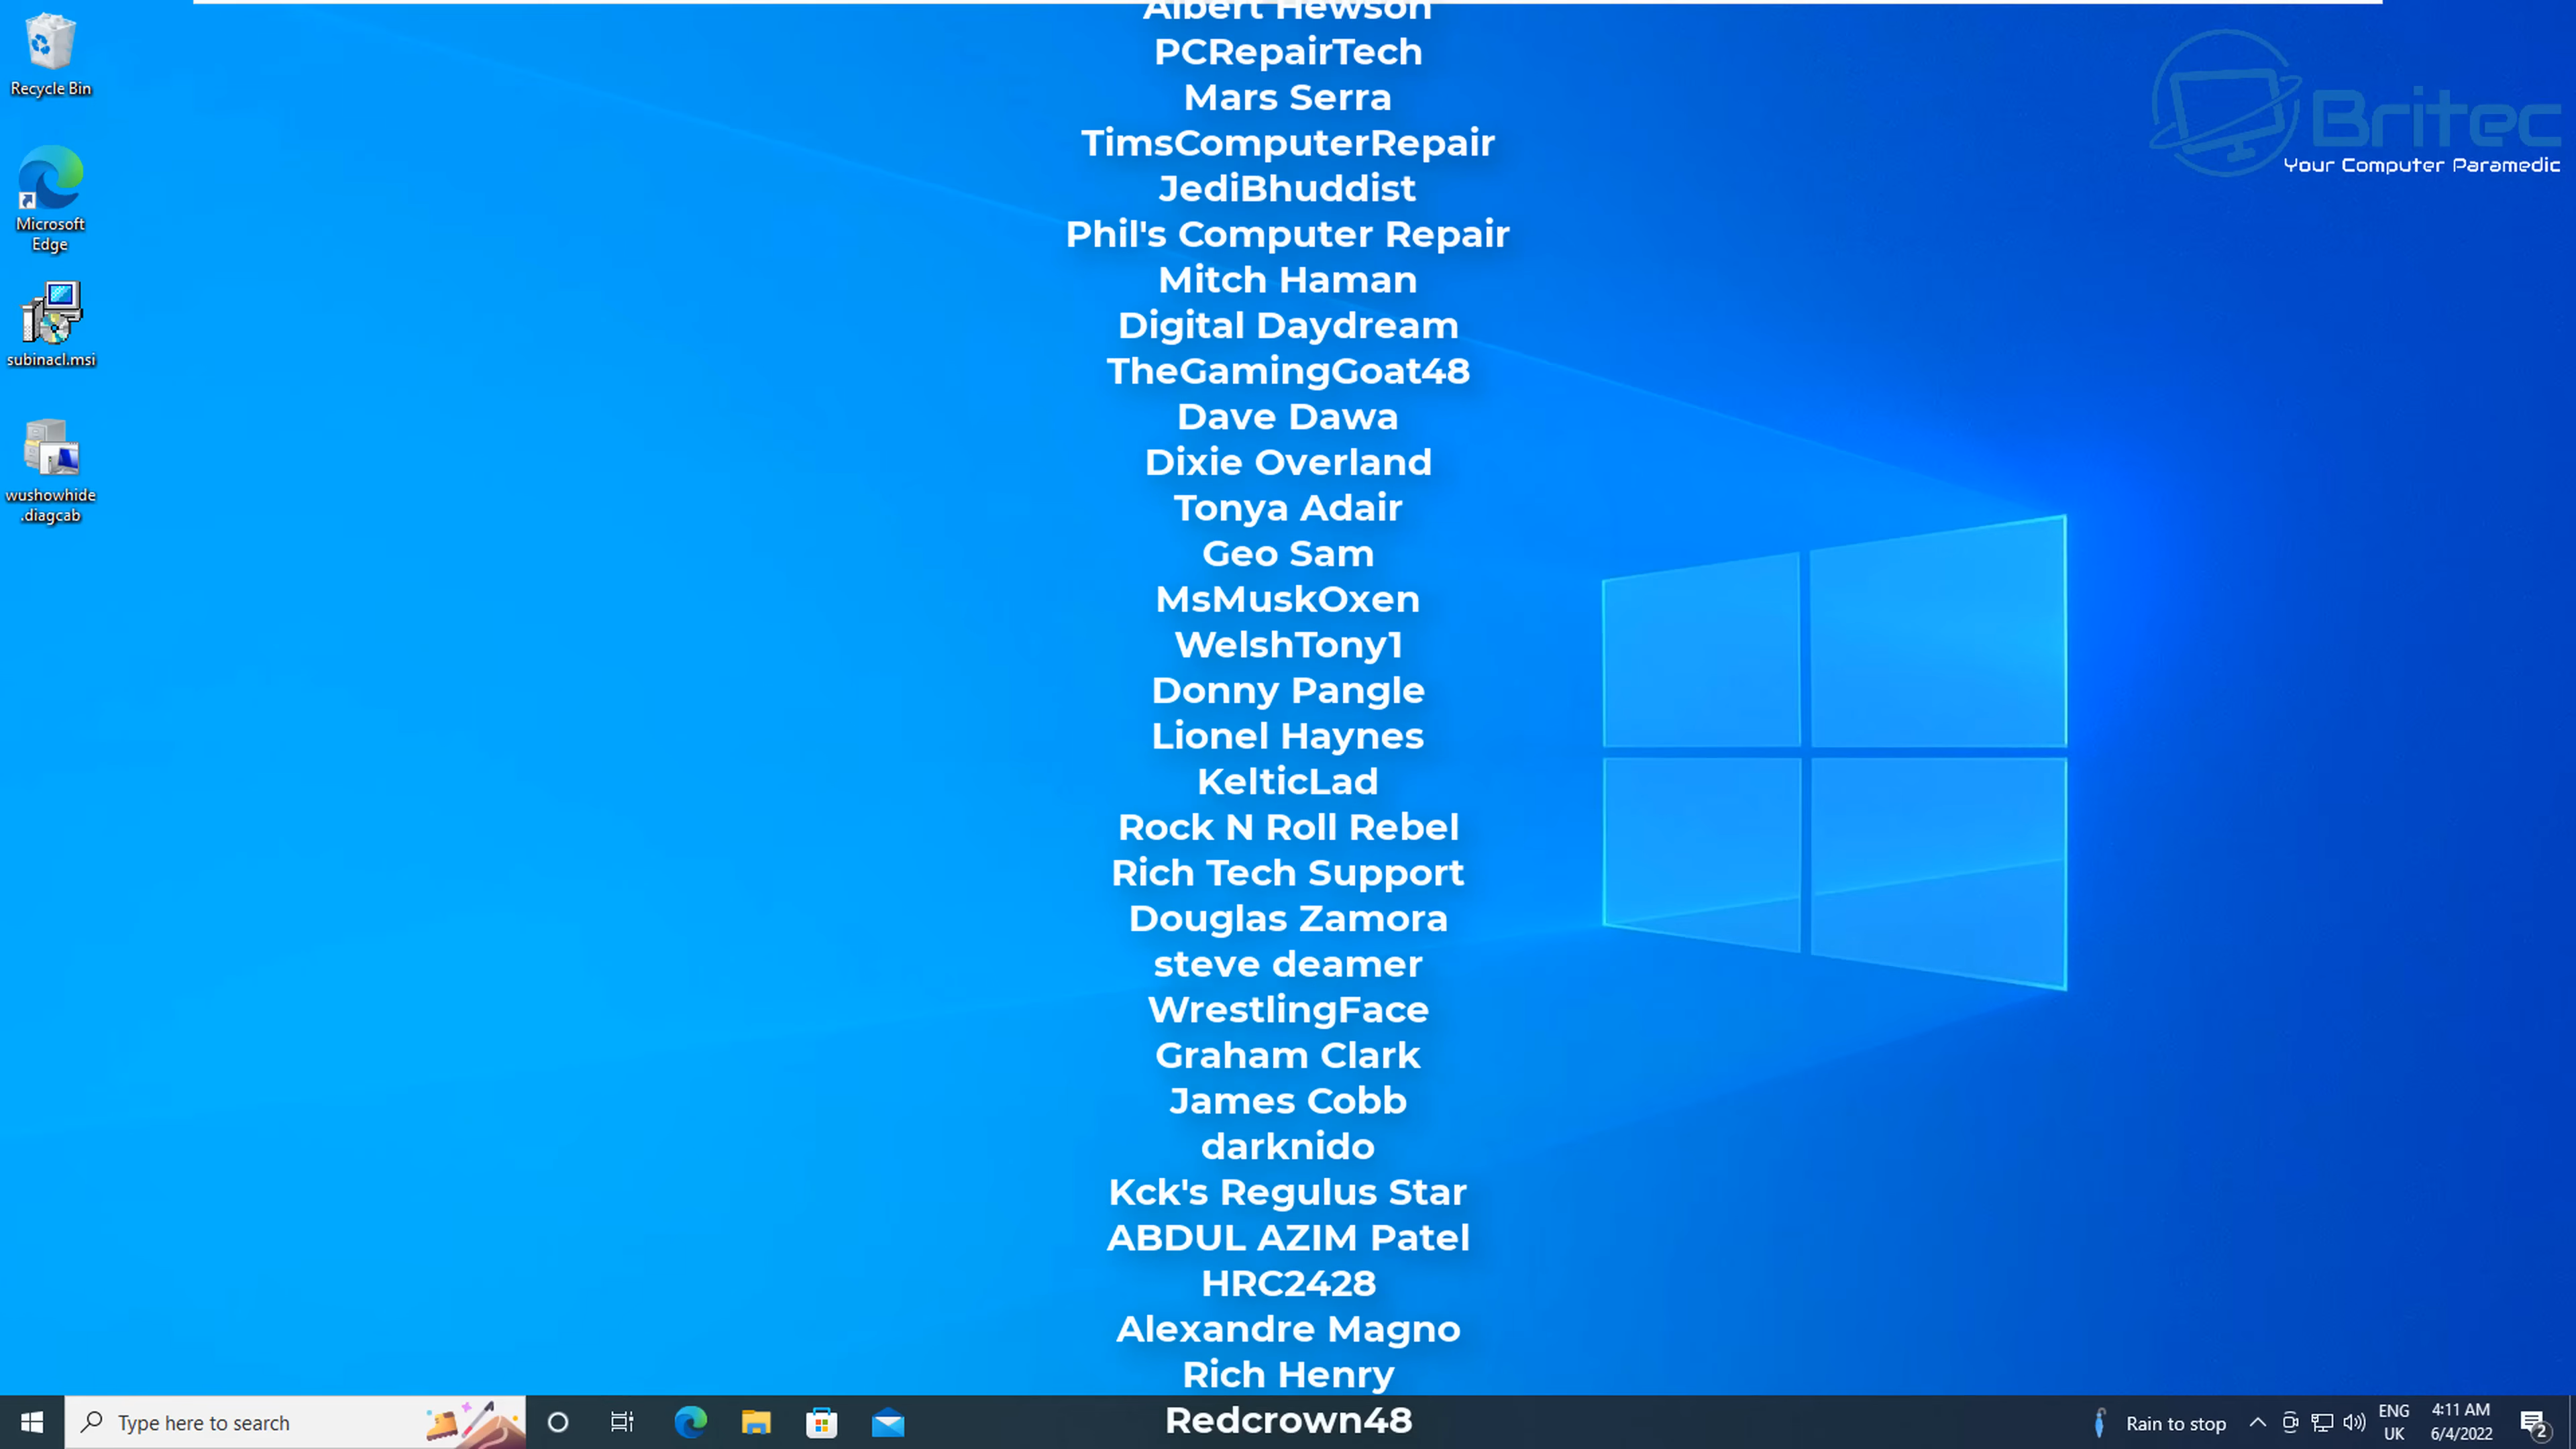 Albert Hewson
PCRepairTech
Mars Serra
TimsComputerRepair
JediBhuddist
Phil's Computer Repair
Mitch Haman
Digital Daydream
TheGamingGoat48
Dave Dawa
Dixie Overland
Tonya Adair
Geo Sam
MsMuskOxen
WelshTony1
Donny Pangle
Lionel Haynes
KelticLad
Rock N Roll Rebel
Rich Tech Support
Douglas Zamora
steve deamer
WrestlingFace
Graham Clark
James Cobb
darknido
Kck's Regulus Star
ABDUL AZIM Patel
HRC2428
Alexandre Magno
Rich Henry
Redcrown48
Recycle Bin
Microsoft
Edge
subinacl.msi
wushowhide
.diagcab
Britec
Your Computer Paramedic
Type here to search
Rain to stop
ENG
UK
4:11 AM
6/4/2022
2